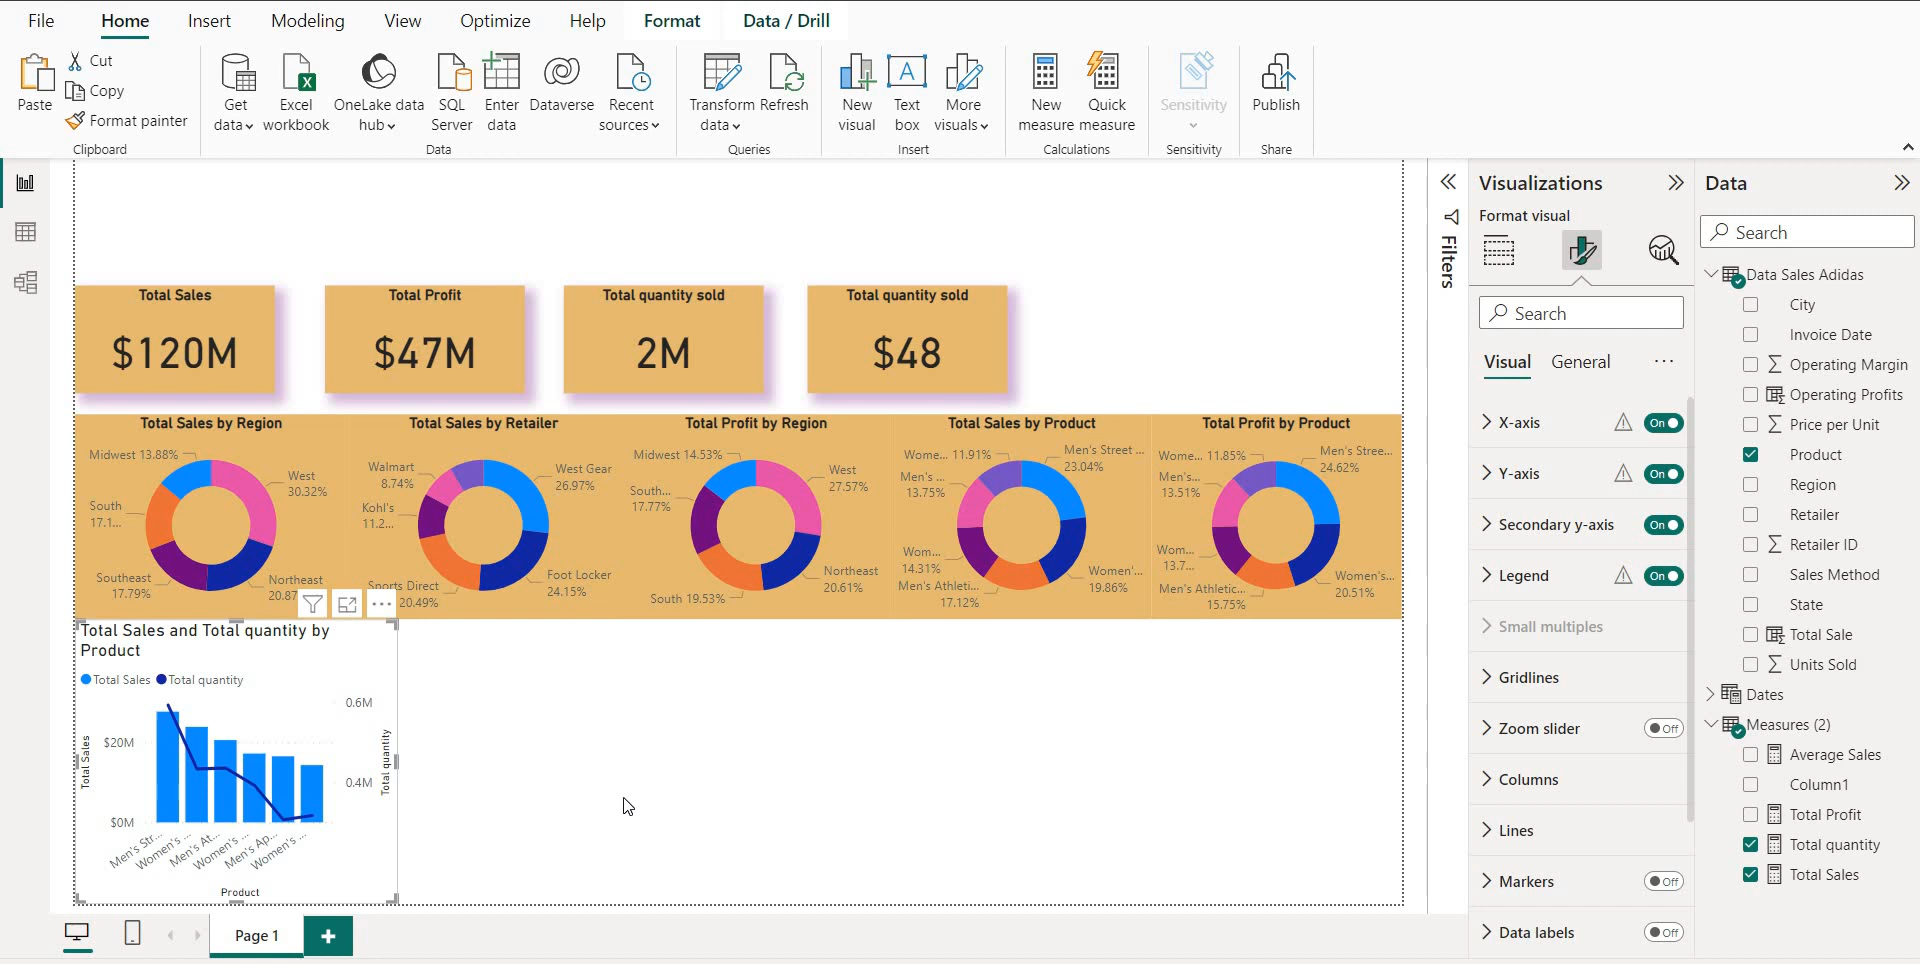 File Home Insert Modeling View Optimize Help Format Data / Drill
Paste Cut Copy Format painter
Clipboard
Get data Excel workbook OneLake data hub SQL Server Enter data Dataverse Recent sources
Data
Transform data Refresh
Queries
New visual Text box More visuals
Insert
New measure Quick measure
Calculations
Sensitivity
Sensitivity
Publish
Share
Total Sales
$120M
Total Profit
$47M
Total quantity sold
2M
Total quantity sold
$48
Total Sales by Region
Midwest 13.88%
West
30.32%
South
17.1...
Southeast
17.79%
Northeast
20.87
Total Sales by Retailer
Walmart
8.74%
West Gear
26.97%
Kohl's
11.2...
Sports Direct
20.49%
Foot Locker
24.15%
Total Profit by Region
Midwest 14.53%
West
27.57%
South...
17.77%
Northeast
20.61%
South 19.53%
Total Sales by Product
Wome... 11.91%
Men's Street ...
23.04%
Men's ...
13.75%
Wom...
14.31%
Women'...
19.86%
Men's Athleti...
17.12%
Total Profit by Product
Wome... 11.85%
Men's Stree...
24.62%
Men's...
13.51%
Wom...
13.7...
Women's...
20.51%
Men's Athletic...
15.75%
Total Sales and Total quantity by
Product
Total Sales Total quantity
Total Sales
$20M
$0M
0.6M
0.4M
Total quantity
Men's Str...
Women's ...
Men's At...
Women's ...
Men's Ap...
Women's ...
Product
Page 1
Filters
Visualizations
Format visual
Search
Visual General
X-axis On
Y-axis On
Secondary y-axis On
Legend On
Small multiples
Gridlines
Zoom slider Off
Columns
Lines
Markers Off
Data labels Off
Data
Search
Data Sales Adidas
City
Invoice Date
Operating Margin
Operating Profits
Price per Unit
Product
Region
Retailer
Retailer ID
Sales Method
State
Total Sale
Units Sold
Dates
Measures (2)
Average Sales
Column1
Total Profit
Total quantity
Total Sales